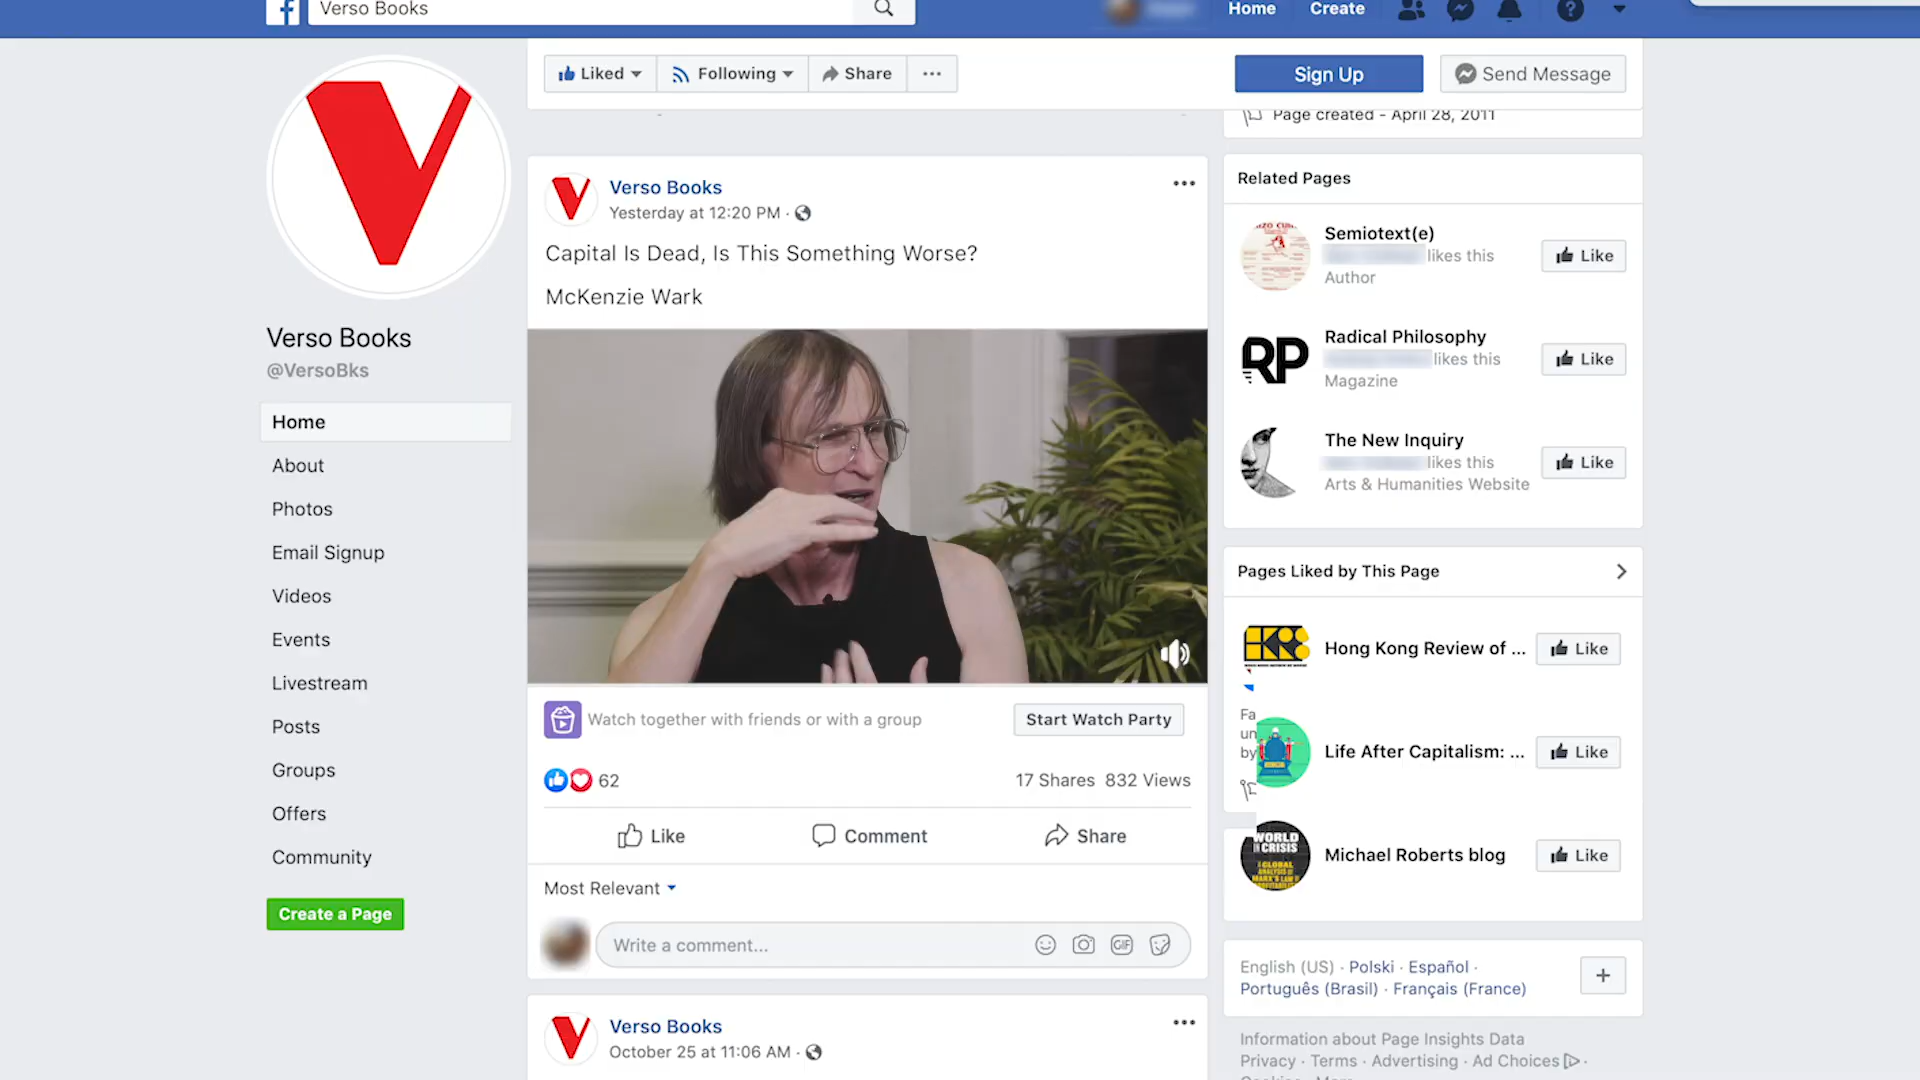 Verso Books
Home
Create
Liked
Following
Share
Sign Up
Send Message
Page created - April 28, 2011
Verso Books
@VersoBks
Home
About
Photos
Email Signup
Videos
Events
Livestream
Posts
Groups
Offers
Community
Create a Page
Verso Books
Yesterday at 12:20 PM ·
Capital Is Dead, Is This Something Worse?
McKenzie Wark
Watch together with friends or with a group
Start Watch Party
62
17 Shares 832 Views
Like
Comment
Share
Most Relevant
Write a comment...
GIF
Verso Books
October 25 at 11:06 AM ·
Related Pages
Semiotext(e)
likes this
Author
Like
RP
Radical Philosophy
likes this
Magazine
Like
The New Inquiry
likes this
Arts & Humanities Website
Like
Pages Liked by This Page
Hong Kong Review of ...
Like
Fa
un
by
Life After Capitalism: ...
Like
WORLD
IN CRISIS
Michael Roberts blog
Like
English (US) · Polski · Español ·
Português (Brasil) · Français (France)
Information about Page Insights Data
Privacy · Terms · Advertising · Ad Choices ·